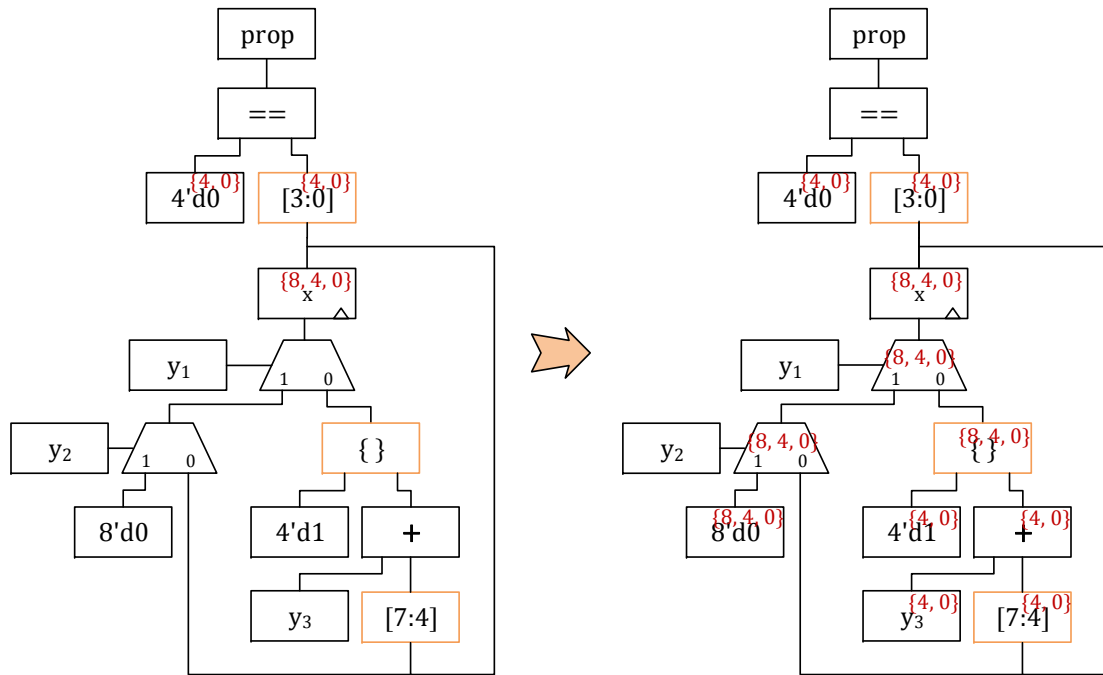 prop
==
{4, 0}
4'd0
{4, 0}
[3:0]
{8, 4, 0}
x
y1
1 0
y2
1 0
{ }
8'd0
4'd1
+
y3
[7:4]
prop
==
{4, 0}
4'd0
{4, 0}
[3:0]
{8, 4, 0}
x
y1
{8, 4, 0}
1 0
y2
{8, 4, 0}
1 0
{8, 4, 0}
{ }
{8, 4, 0}
8'd0
{4, 0}
4'd1
{4, 0}
+
{4, 0}
y3
{4, 0}
[7:4]